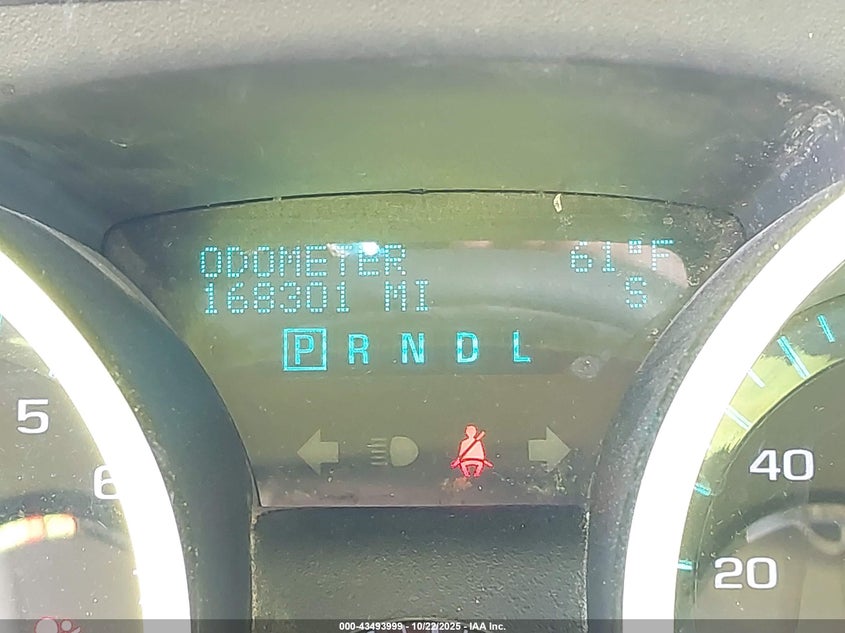 ODOMETER 61°F
168301 MI S
P R N D L
5
6
40
20
000-43493999 - 10/22/2025 - IAA Inc.